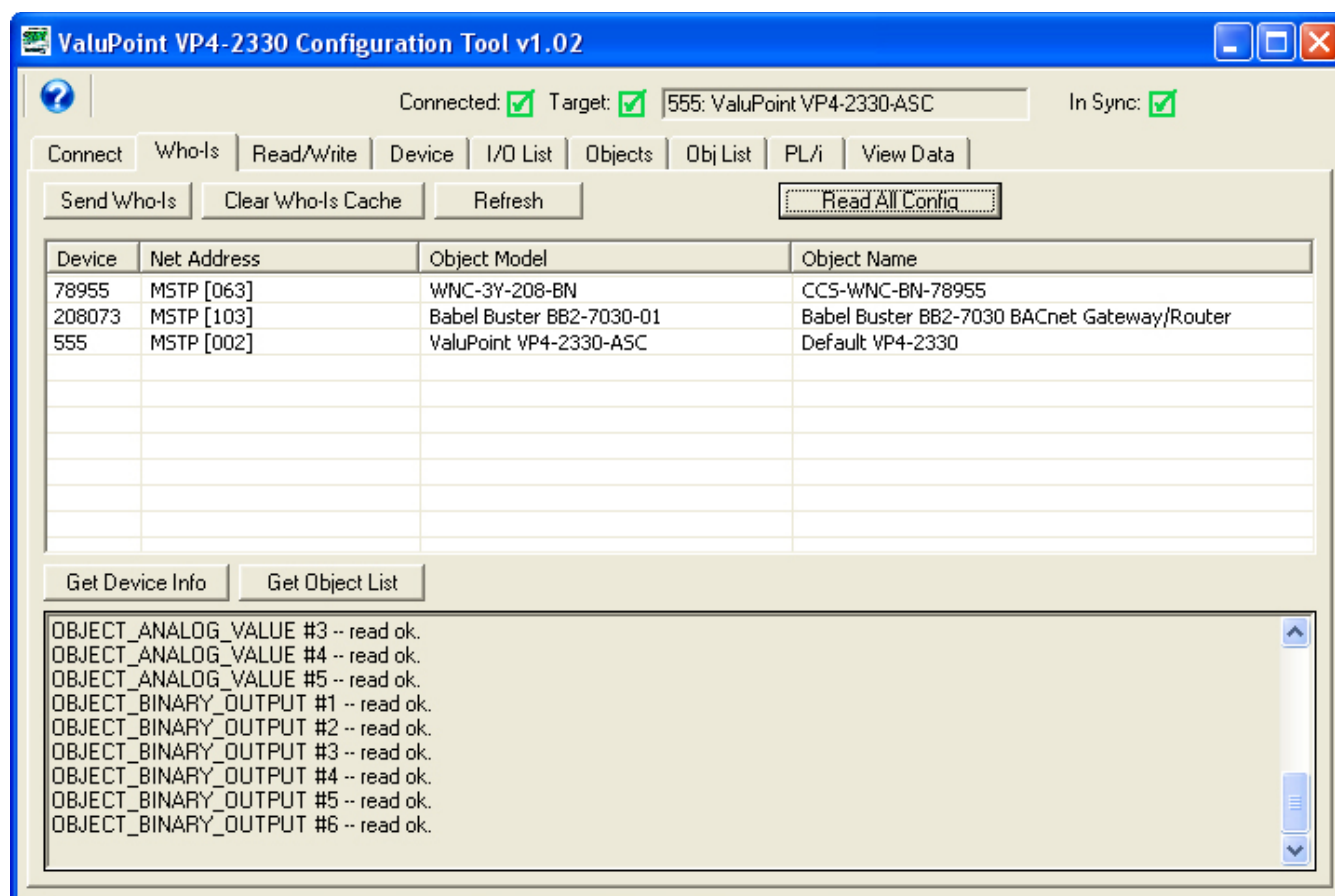 ValuPoint VP4-2330 Configuration Tool v1.02
Connected: Target: 555: ValuPoint VP4-2330-ASC In Sync:
Connect Who-Is Read/Write Device I/O List Objects Obj List PL/i View Data
Send Who-Is Clear Who-Is Cache Refresh Read All Config
Device Net Address Object Model Object Name
78955 MSTP [063] WNC-3Y-208-BN CCS-WNC-BN-78955
208073 MSTP [103] Babel Buster BB2-7030-01 Babel Buster BB2-7030 BACnet Gateway/Router
555 MSTP [002] ValuPoint VP4-2330-ASC Default VP4-2330
Get Device Info Get Object List
OBJECT_ANALOG_VALUE #3 -- read ok.
OBJECT_ANALOG_VALUE #4 -- read ok.
OBJECT_ANALOG_VALUE #5 -- read ok.
OBJECT_BINARY_OUTPUT #1 -- read ok.
OBJECT_BINARY_OUTPUT #2 -- read ok.
OBJECT_BINARY_OUTPUT #3 -- read ok.
OBJECT_BINARY_OUTPUT #4 -- read ok.
OBJECT_BINARY_OUTPUT #5 -- read ok.
OBJECT_BINARY_OUTPUT #6 -- read ok.